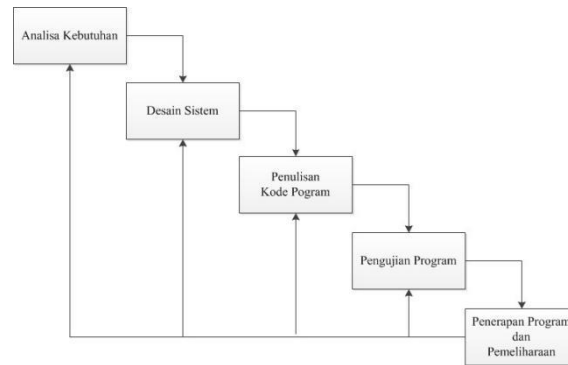 Analisa Kebutuhan
Desain Sistem
Penulisan
Kode Pogram
Pengujian Program
Penerapan Program
dan
Pemeliharaan